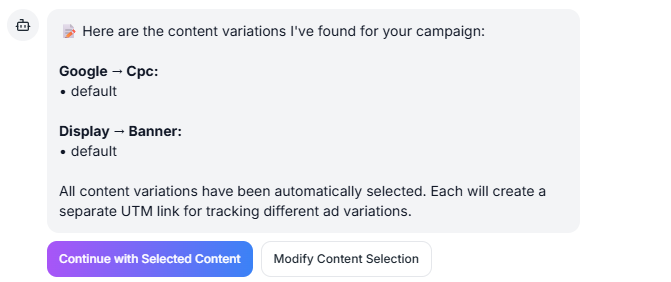 📝 Here are the content variations I've found for your campaign:
Google → Cpc:
• default
Display → Banner:
• default
All content variations have been automatically selected. Each will create a
separate UTM link for tracking different ad variations.
Continue with Selected Content
Modify Content Selection